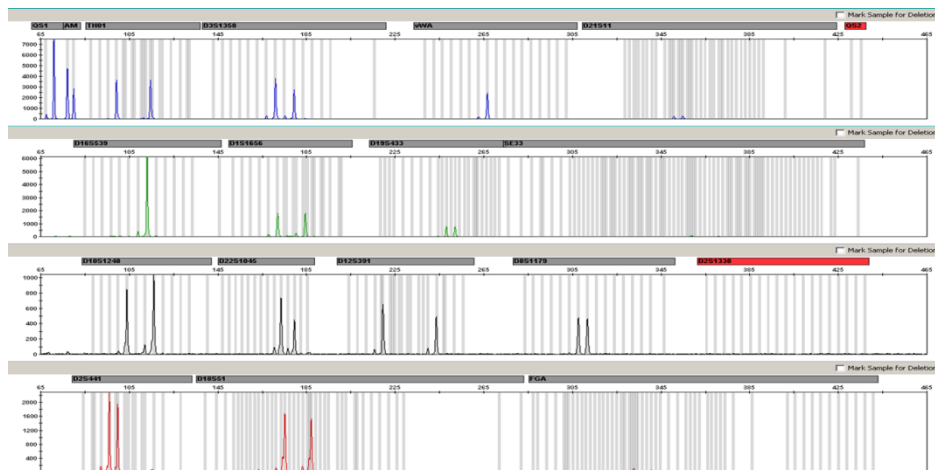 Mark Sample for Deletion
QS1 AM TH01 D3S1358 vWA D21S11 QS2
65 105 145 185 225 265 305 345 385 425 465
7000
6000
5000
4000
3000
2000
1000
0
Mark Sample for Deletion
D16S539 D1S1656 D19S433 SE33
65 105 145 185 225 265 305 345 385 425 465
6000
5000
4000
3000
2000
1000
0
Mark Sample for Deletion
D10S1248 D22S1045 D12S391 D8S1179 D2S1338
65 105 145 185 225 265 305 345 385 425 465
1000
800
600
400
200
0
Mark Sample for Deletion
D2S441 D18S51 FGA
65 105 145 185 225 265 305 345 385 425 465
2000
1600
1200
800
400